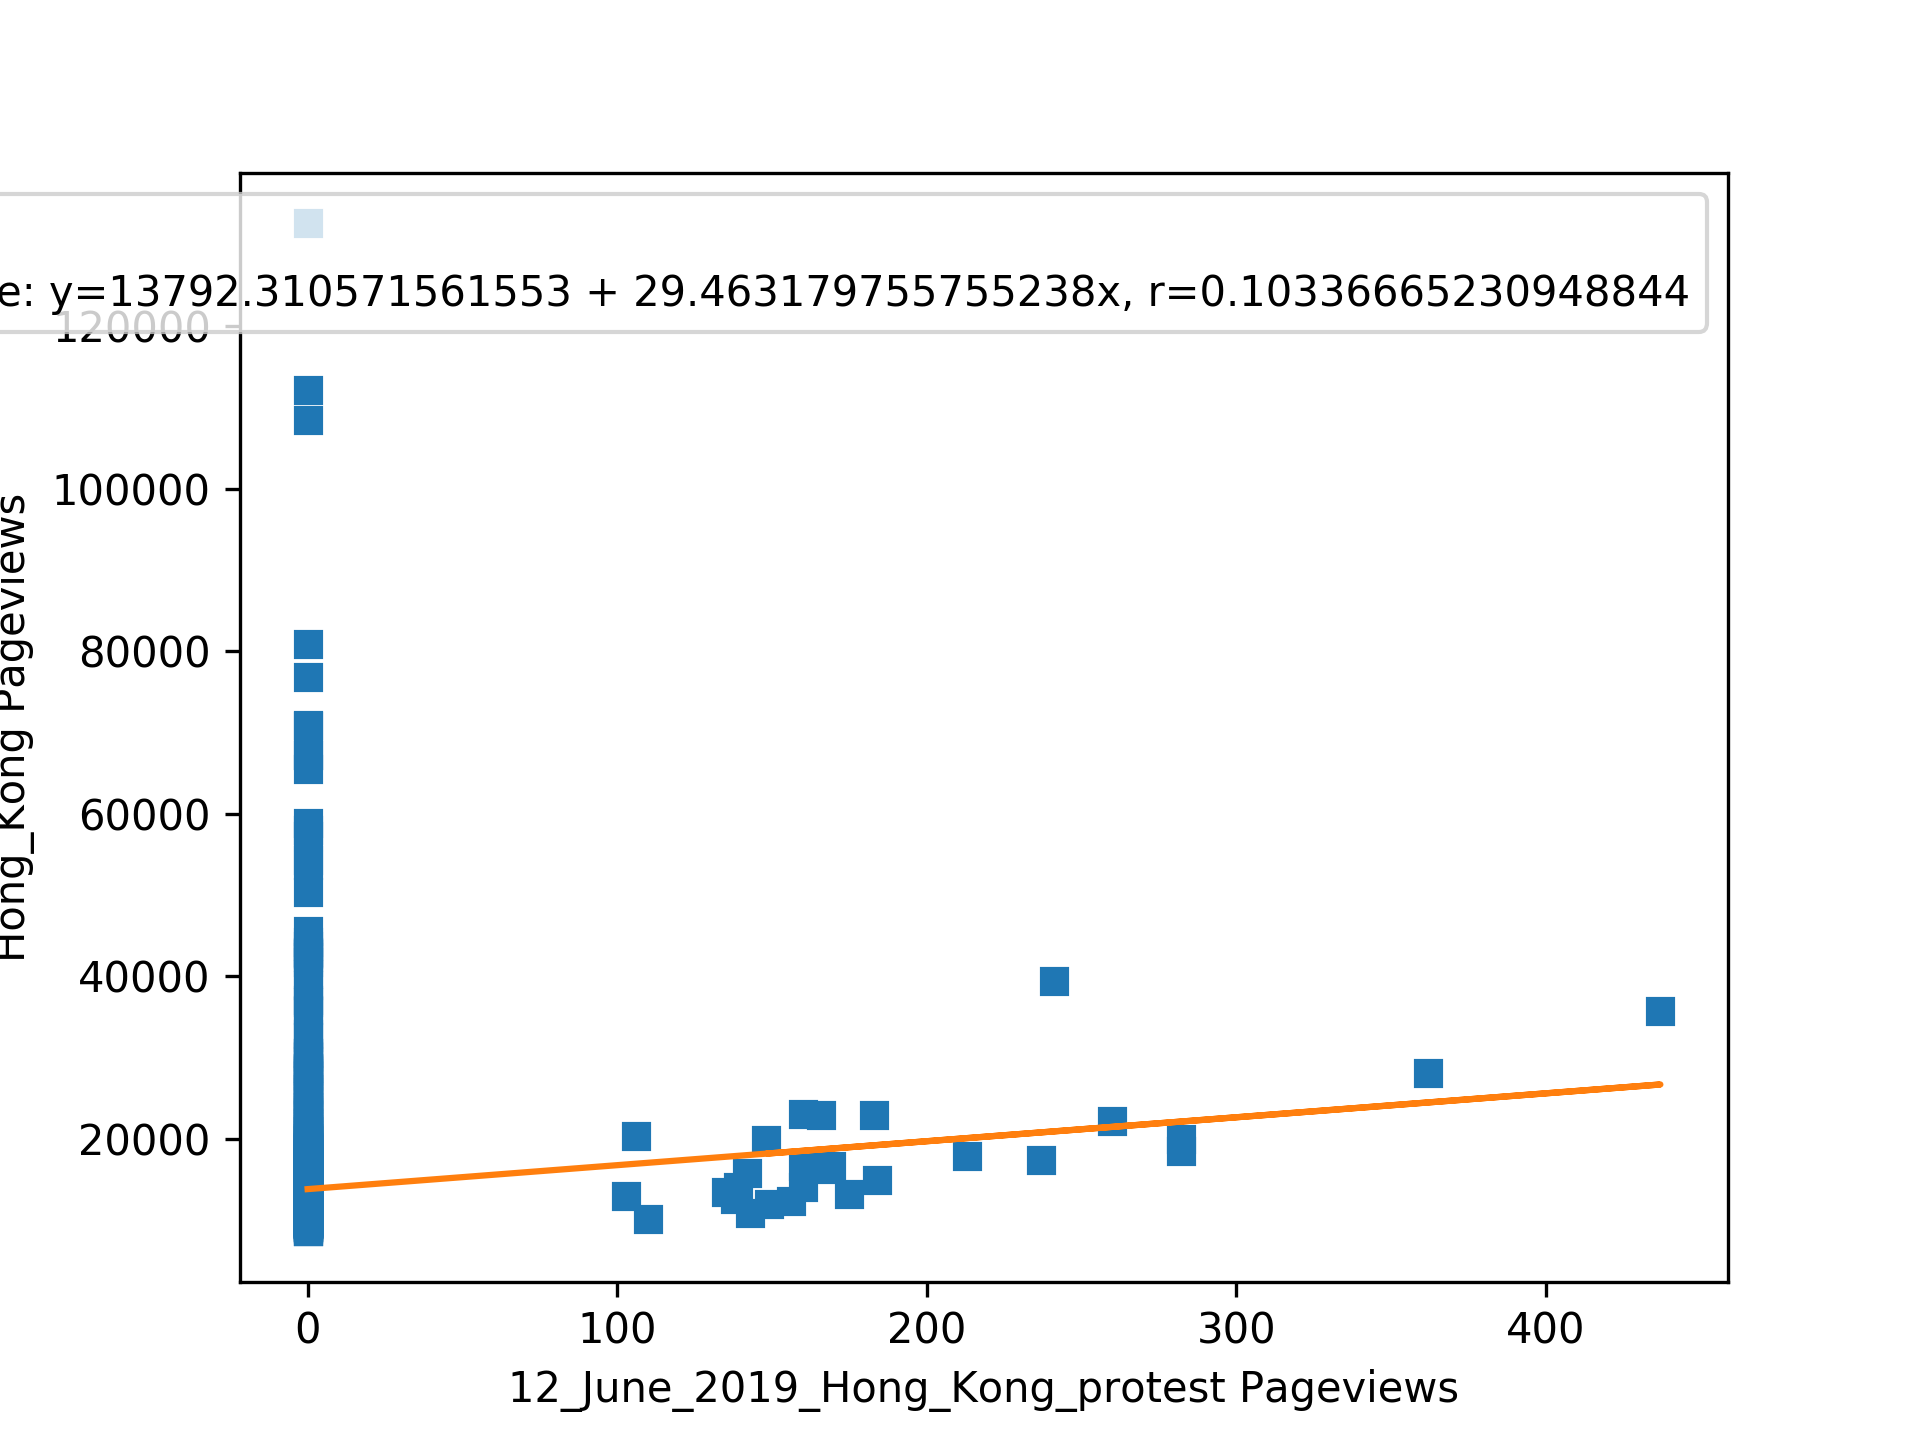 e: y=13792.310571561553 + 29.463179755755238x, r=0.10336665230948844
120000
100000
80000
60000
40000
20000
Hong_Kong Pageviews
0 100 200 300 400
12_June_2019_Hong_Kong_protest Pageviews